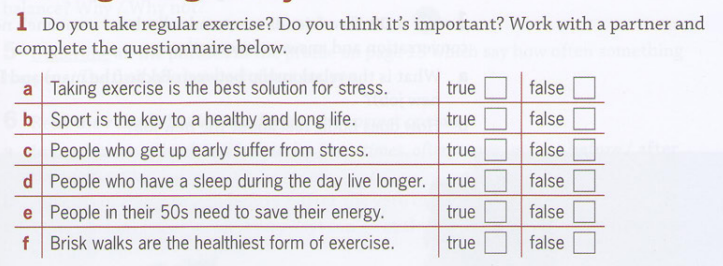 1 Do you take regular exercise? Do you think it's important? Work with a partner and
complete the questionnaire below.
a Taking exercise is the best solution for stress. true false
b Sport is the key to a healthy and long life. true false
c People who get up early suffer from stress. true false
d People who have a sleep during the day live longer. true false
e People in their 50s need to save their energy. true false
f Brisk walks are the healthiest form of exercise. true false